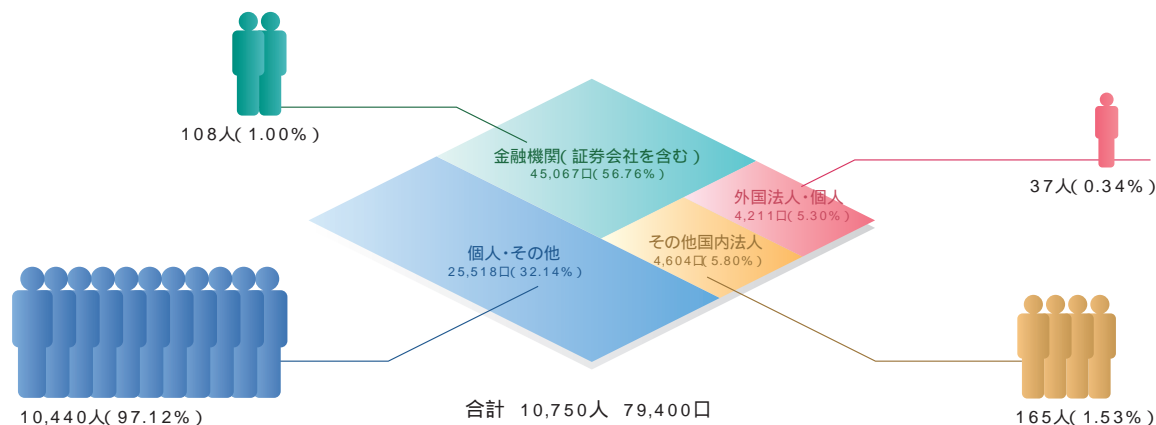 108人(1.00%)
金融機関(証券会社を含む)
45,067口(56.76%)
37人(0.34%)
外国法人・個人
4,211口(5.30%)
その他国内法人
4,604口(5.80%)
個人・その他
25,518口(32.14%)
10,440人(97.12%)
合計 10,750人 79,400口
165人(1.53%)